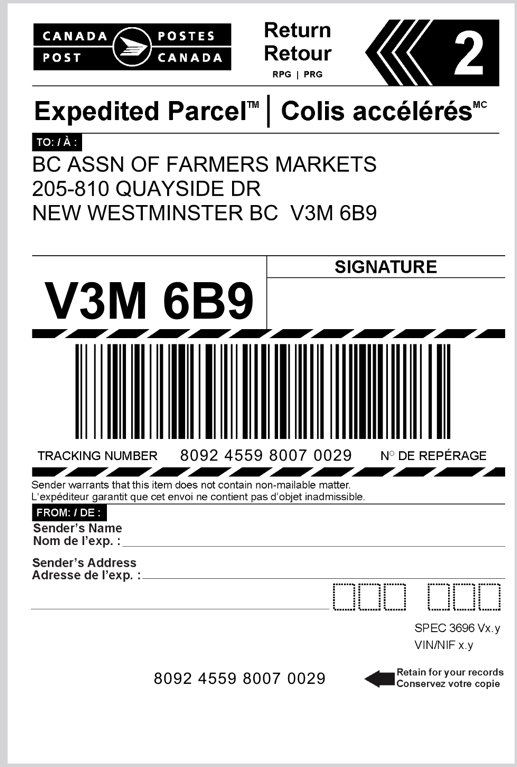 CANADA POSTES
POST CANADA
Return
Retour
RPG | PRG
2
Expedited Parcel™ | Colis accélérésMC
TO: / À :
BC ASSN OF FARMERS MARKETS
205-810 QUAYSIDE DR
NEW WESTMINSTER BC  V3M 6B9
SIGNATURE
V3M 6B9
TRACKING NUMBER 8092 4559 8007 0029 N° DE REPÉRAGE
Sender warrants that this item does not contain non-mailable matter.
L'expéditeur garantit que cet envoi ne contient pas d'objet inadmissible.
FROM: / DE :
Sender's Name
Nom de l'exp. :
Sender's Address
Adresse de l'exp. :
SPEC 3696 Vx.y
VIN/NIF x.y
8092 4559 8007 0029
Retain for your records
Conservez votre copie